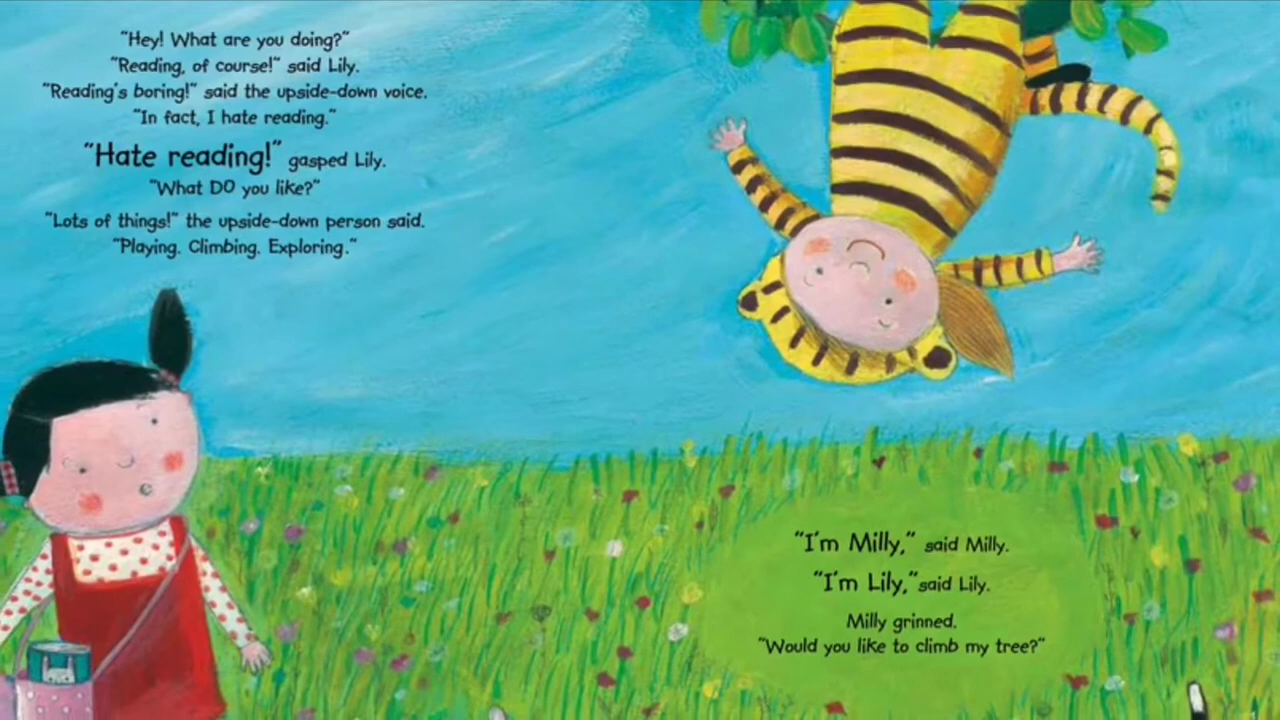 "Hey! What are you doing?"
"Reading, of course!" said Lily.
"Reading's boring!" said the upside-down voice.
"In fact, I hate reading."
"Hate reading!" gasped Lily.
"What DO you like?"
"Lots of things!" the upside-down person said.
"Playing. Climbing. Exploring."
"I'm Milly," said Milly.
"I'm Lily,"said Lily.
Milly grinned.
"Would you like to climb my tree?"